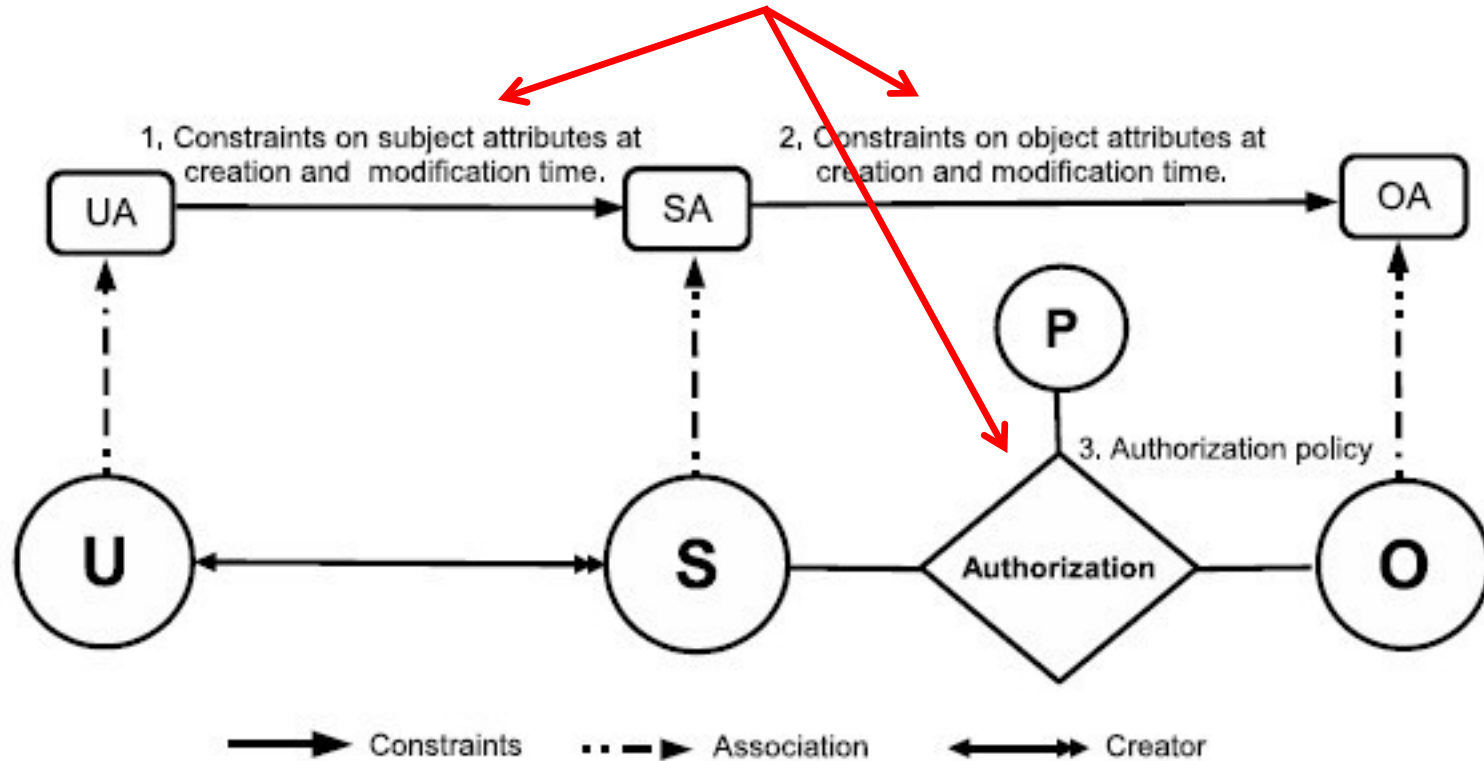 1, Constraints on subject attributes at
creation and modification time.
2, Constraints on object attributes at
creation and modification time.
UA
SA
OA
P
3. Authorization policy
U
S
Authorization
O
Constraints
Association
Creator